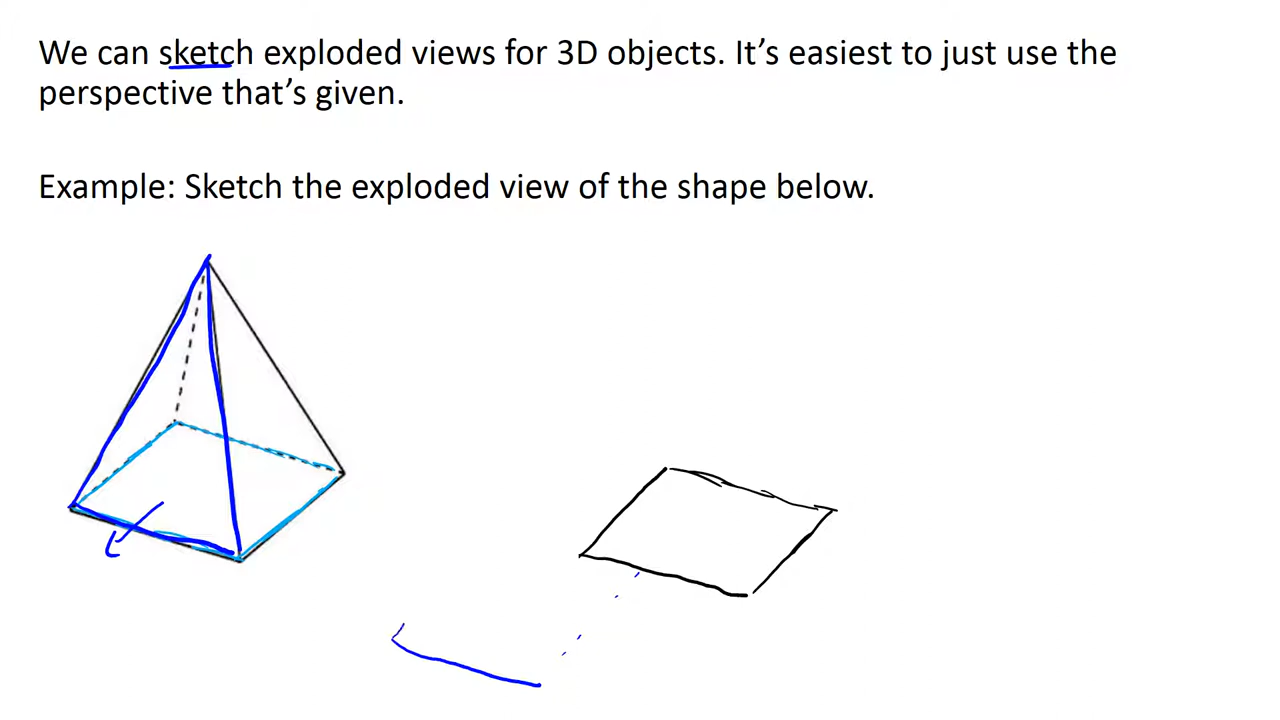 We can sketch exploded views for 3D objects. It’s easiest to just use the
perspective that’s given.
Example: Sketch the exploded view of the shape below.